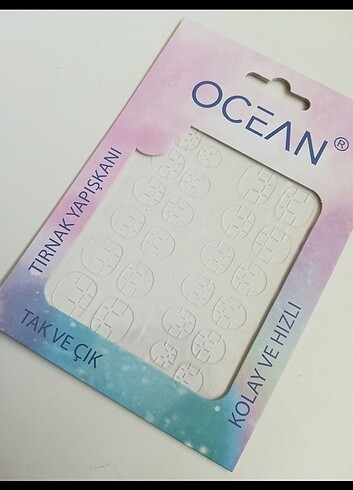 OCEAN®
TIRNAK YAPIŞKANI
TAK VE ÇIK
KOLAY VE HIZLI